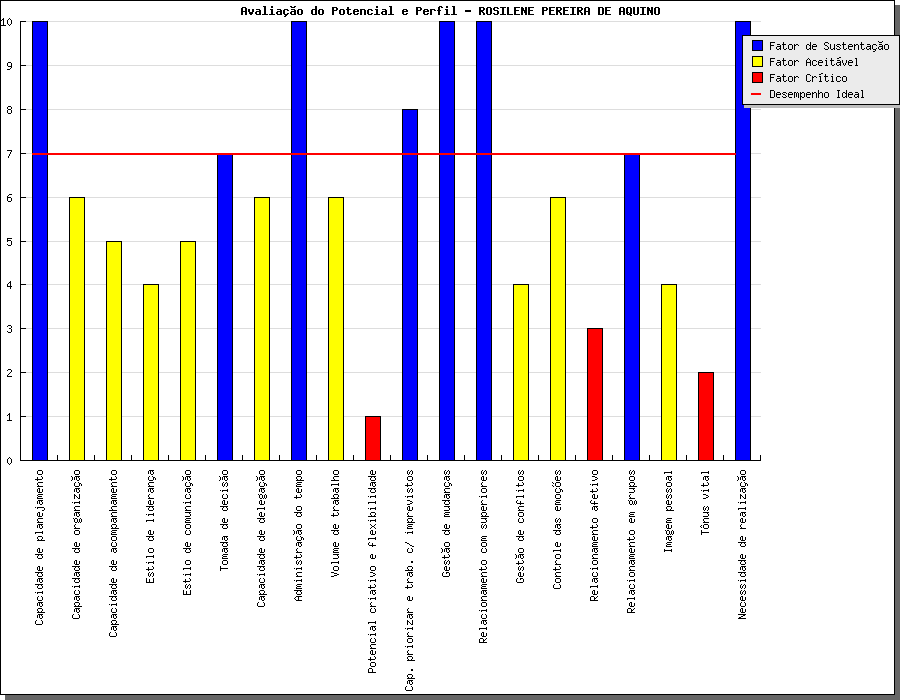 Avaliação do Potencial e Perfil - ROSILENE PEREIRA DE AQUINO
Fator de Sustentação
Fator Aceitável
Fator Crítico
Desempenho Ideal
10
9
8
7
6
5
4
3
2
1
0
Capacidade de planejamento
Capacidade de organização
Capacidade de acompanhamento
Estilo de liderança
Estilo de comunicação
Tomada de decisão
Capacidade de delegação
Administração do tempo
Volume de trabalho
Potencial criativo e flexibilidade
Cap. priorizar e trab. c/ imprevistos
Gestão de mudanças
Relacionamento com superiores
Gestão de conflitos
Controle das emoções
Relacionamento afetivo
Relacionamento em grupos
Imagem pessoal
Tônus vital
Necessidade de realização